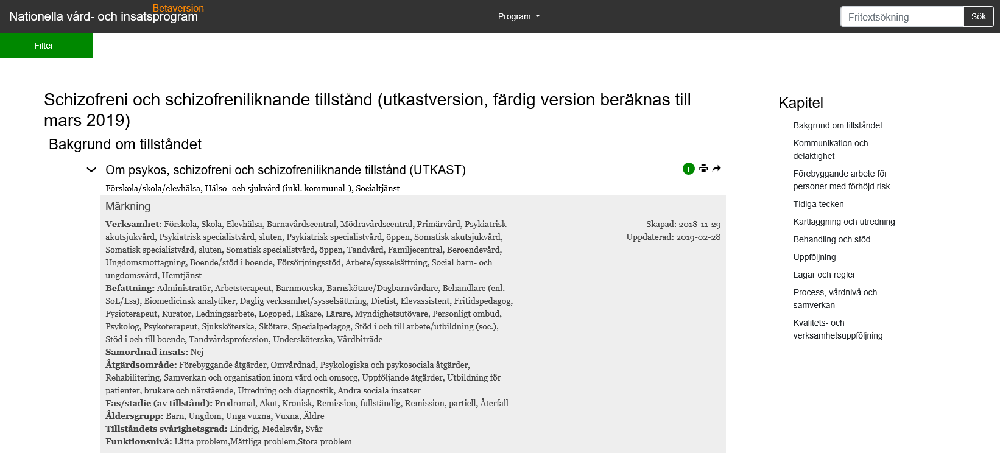 Betaversion
Nationella vård- och insatsprogram
Program
Fritextsökning
Sök
Filter
Schizofreni och schizofreniliknande tillstånd (utkastversion, färdig version beräknas till
mars 2019)
Bakgrund om tillståndet
Om psykos, schizofreni och schizofreniliknande tillstånd (UTKAST)
i
Förskola/skola/elevhälsa, Hälso- och sjukvård (inkl. kommunal-), Socialtjänst
Märkning
Verksamhet: Förskola, Skola, Elevhälsa, Barnavårdscentral, Mödravårdscentral, Primärvård, Psykiatrisk
akutsjukvård, Psykiatrisk specialistvård, sluten, Psykiatrisk specialistvård, öppen, Somatisk akutsjukvård,
Somatisk specialistvård, sluten, Somatisk specialistvård, öppen, Tandvård, Familjecentral, Beroendevård,
Ungdomsmottagning, Boende/stöd i boende, Försörjningsstöd, Arbete/sysselsättning, Social barn- och
ungdomsvård, Hemtjänst
Befattning: Administratör, Arbetsterapeut, Barnmorska, Barnskötare/Dagbarnvårdare, Behandlare (enl.
SoL/Lss), Biomedicinsk analytiker, Daglig verksamhet/sysselsättning, Dietist, Elevassistent, Fritidspedagog,
Fysioterapeut, Kurator, Ledningsarbete, Logoped, Läkare, Lärare, Myndighetsutövare, Personligt ombud,
Psykolog, Psykoterapeut, Sjuksköterska, Skötare, Specialpedagog, Stöd i och till arbete/utbildning (soc.),
Stöd i och till boende, Tandvårdsprofession, Undersköterska, Vårdbiträde
Samordnad insats: Nej
Åtgärdsområde: Förebyggande åtgärder, Omvårdnad, Psykologiska och psykosociala åtgärder,
Rehabilitering, Samverkan och organisation inom vård och omsorg, Uppföljande åtgärder, Utbildning för
patienter, brukare och närstående, Utredning och diagnostik, Andra sociala insatser
Fas/stadie (av tillstånd): Prodromal, Akut, Kronisk, Remission, fullständig, Remission, partiell, Återfall
Åldersgrupp: Barn, Ungdom, Unga vuxna, Vuxna, Äldre
Tillståndets svårighetsgrad: Lindrig, Medelsvår, Svår
Funktionsnivå: Lätta problem,Måttliga problem,Stora problem
Skapad: 2018-11-29
Uppdaterad: 2019-02-28
Kapitel
Bakgrund om tillståndet
Kommunikation och
delaktighet
Förebyggande arbete för
personer med förhöjd risk
Tidiga tecken
Kartläggning och utredning
Behandling och stöd
Uppföljning
Lagar och regler
Process, vårdnivå och
samverkan
Kvalitets- och
verksamhetsuppföljning